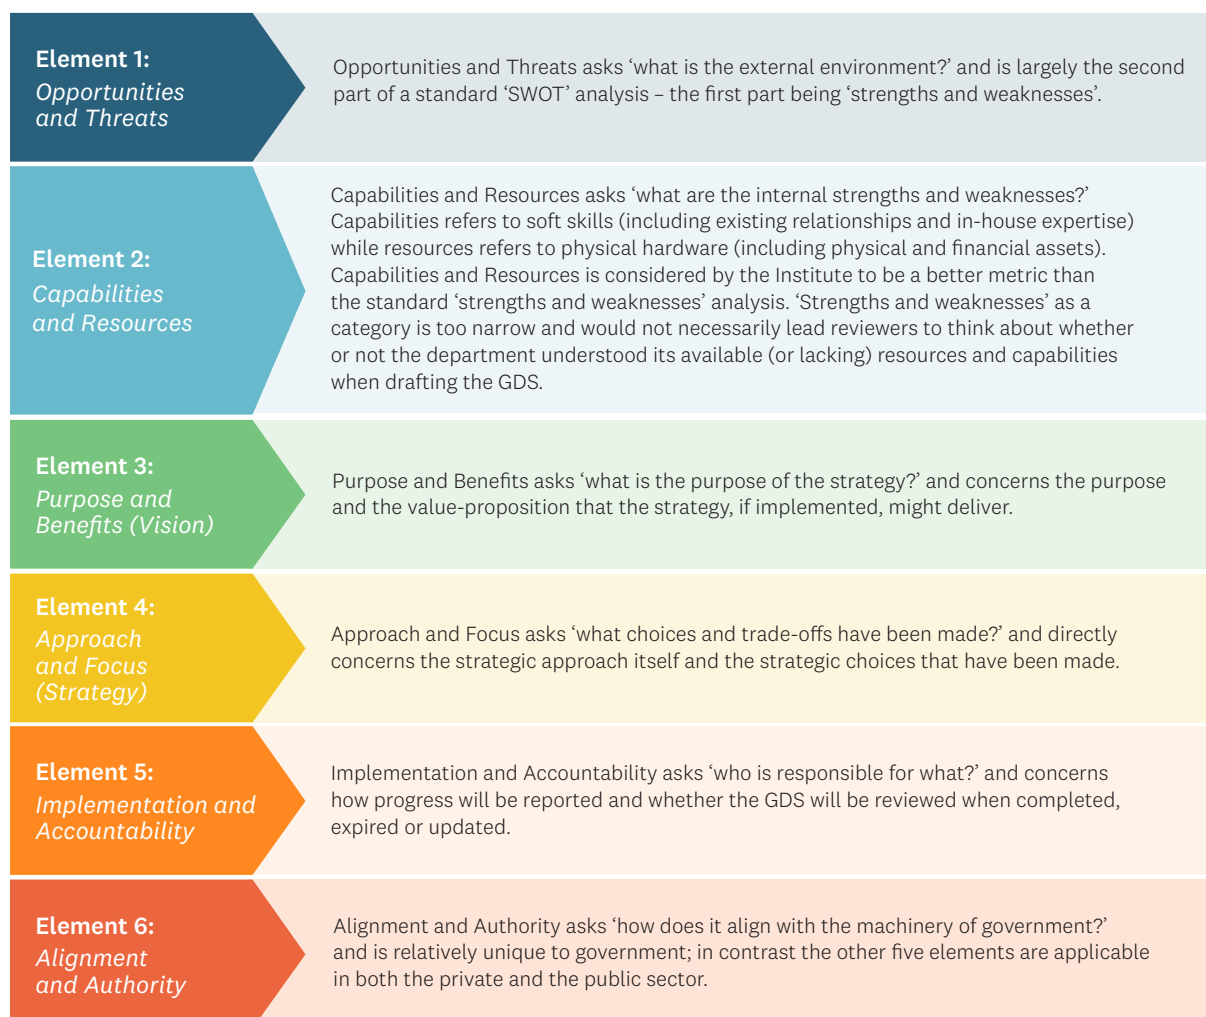 Element 1:
Opportunities
and Threats
Opportunities and Threats asks ‘what is the external environment?’ and is largely the second
part of a standard ‘SWOT’ analysis – the first part being ‘strengths and weaknesses’.
Element 2:
Capabilities
and Resources
Capabilities and Resources asks ‘what are the internal strengths and weaknesses?’
Capabilities refers to soft skills (including existing relationships and in-house expertise)
while resources refers to physical hardware (including physical and financial assets).
Capabilities and Resources is considered by the Institute to be a better metric than
the standard ‘strengths and weaknesses’ analysis. ‘Strengths and weaknesses’ as a
category is too narrow and would not necessarily lead reviewers to think about whether
or not the department understood its available (or lacking) resources and capabilities
when drafting the GDS.
Element 3:
Purpose and
Benefits (Vision)
Purpose and Benefits asks ‘what is the purpose of the strategy?’ and concerns the purpose
and the value-proposition that the strategy, if implemented, might deliver.
Element 4:
Approach
and Focus
(Strategy)
Approach and Focus asks ‘what choices and trade-offs have been made?’ and directly
concerns the strategic approach itself and the strategic choices that have been made.
Element 5:
Implementation and
Accountability
Implementation and Accountability asks ‘who is responsible for what?’ and concerns
how progress will be reported and whether the GDS will be reviewed when completed,
expired or updated.
Element 6:
Alignment
and Authority
Alignment and Authority asks ‘how does it align with the machinery of government?’
and is relatively unique to government; in contrast the other five elements are applicable
in both the private and the public sector.